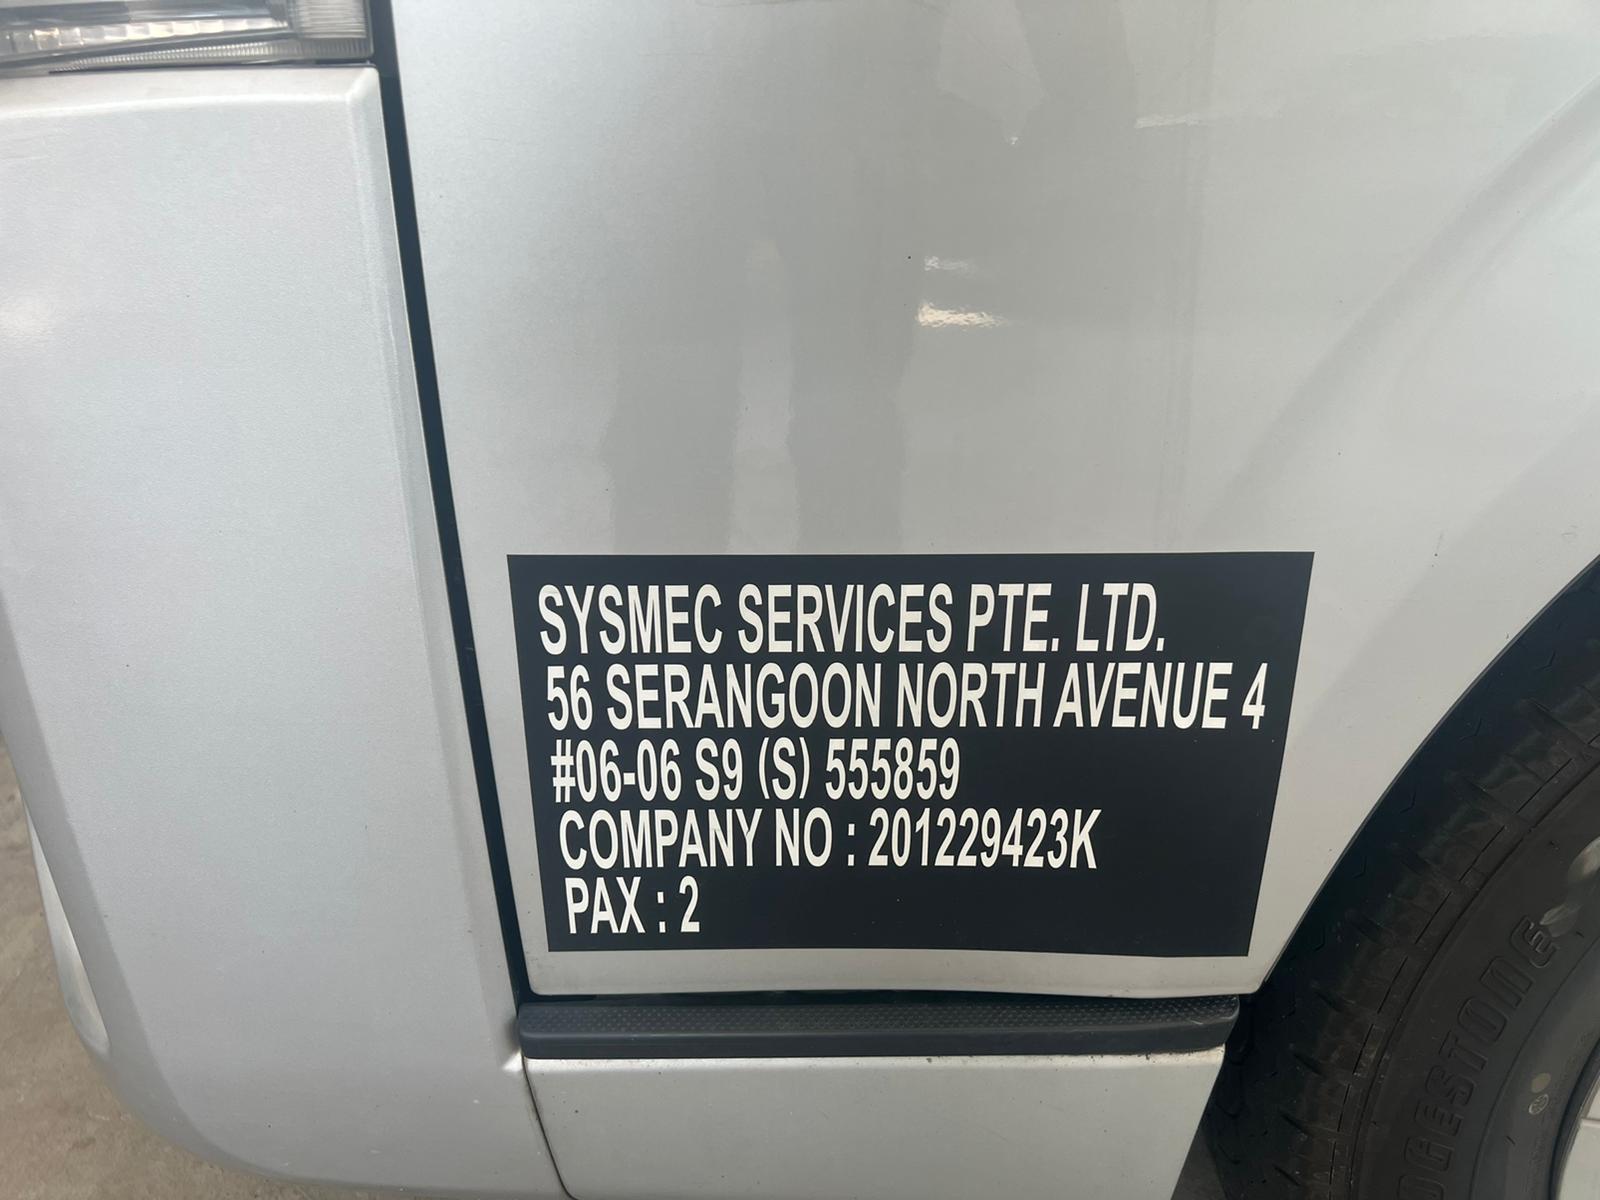 SYSMEC SERVICES PTE. LTD.
56 SERANGOON NORTH AVENUE 4
#06-06 S9 (S) 555859
COMPANY NO : 201229423K
PAX : 2